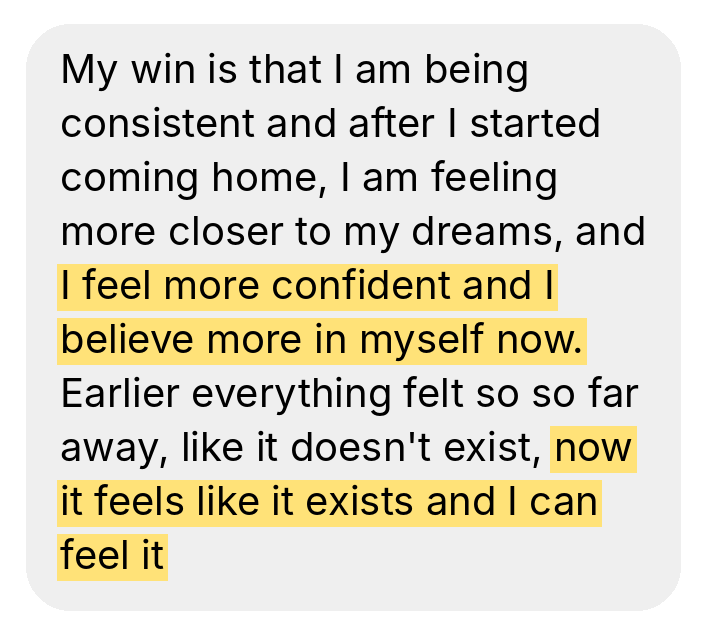 My win is that I am being
consistent and after I started
coming home, I am feeling
more closer to my dreams, and
I feel more confident and I
believe more in myself now.
Earlier everything felt so so far
away, like it doesn't exist, now
it feels like it exists and I can
feel it